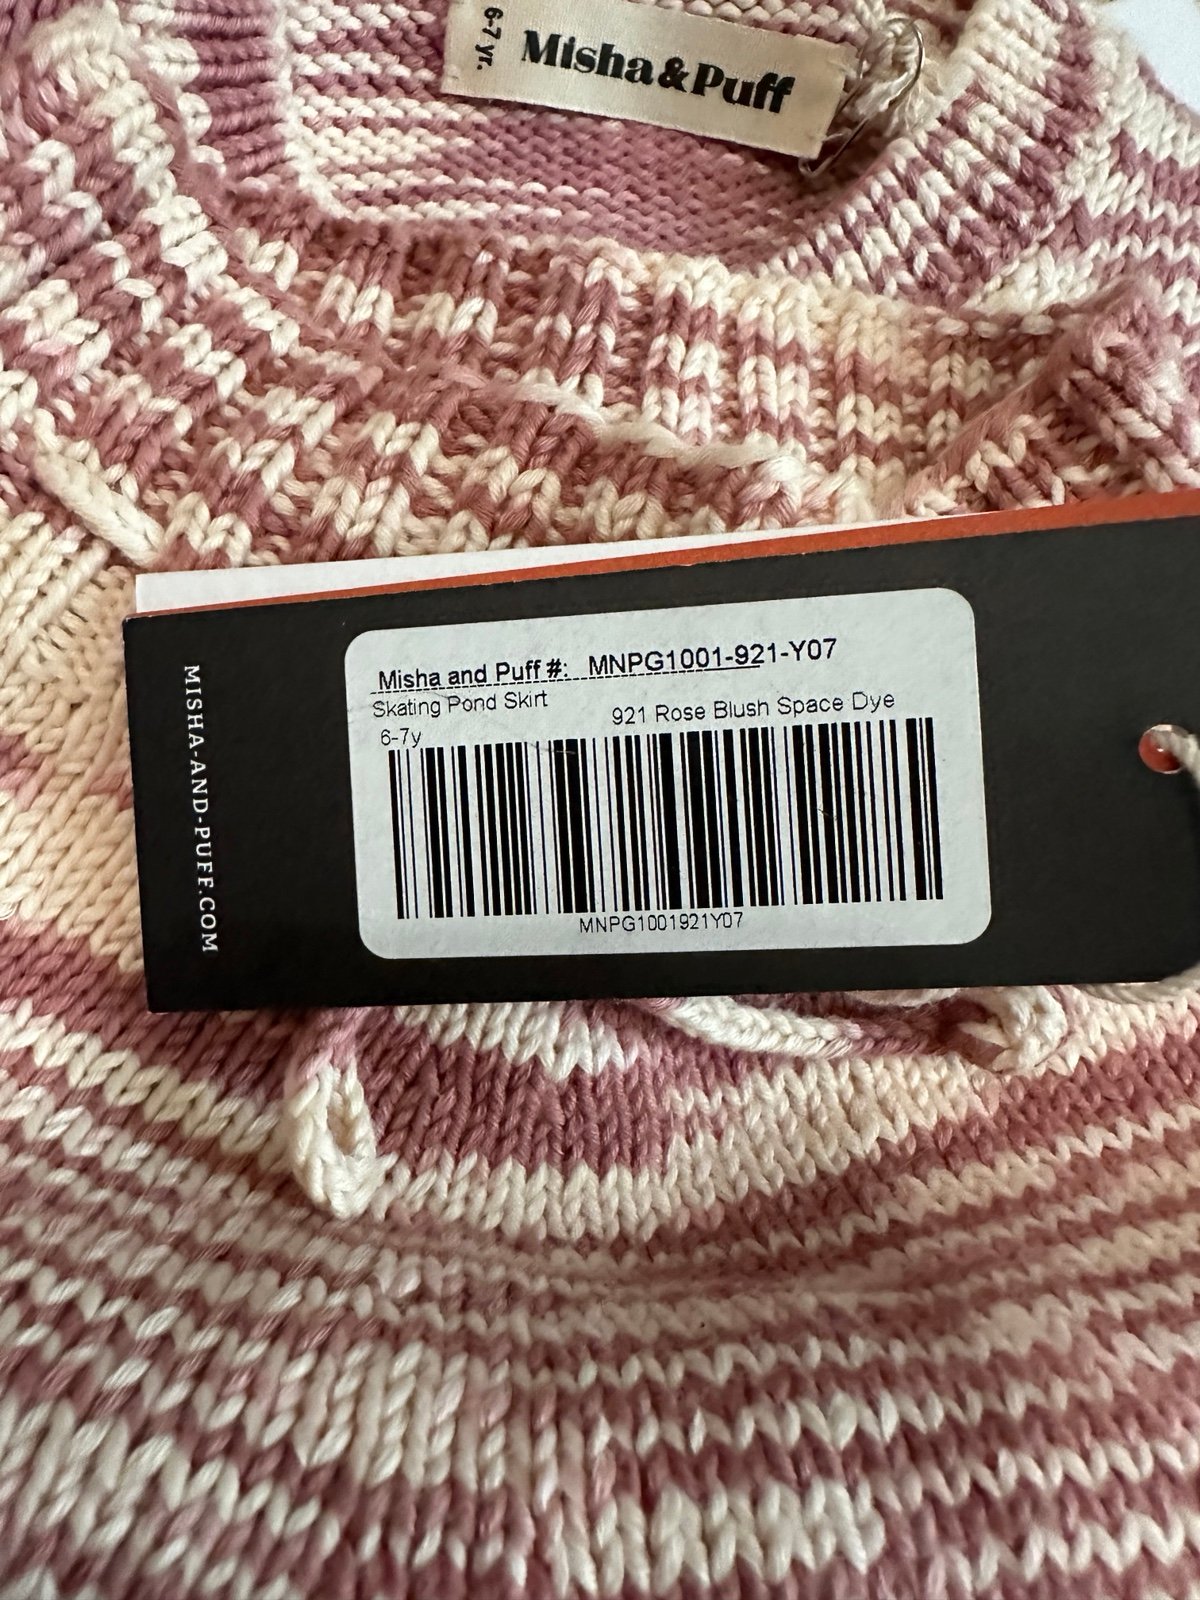 6-7 yr.
Misha&Puff
Misha and Puff #: MNPG1001-921-Y07
Skating Pond Skirt
921 Rose Blush Space Dye
6-7y
MNPG1001921Y07
MISHA-AND-PUFF.COM